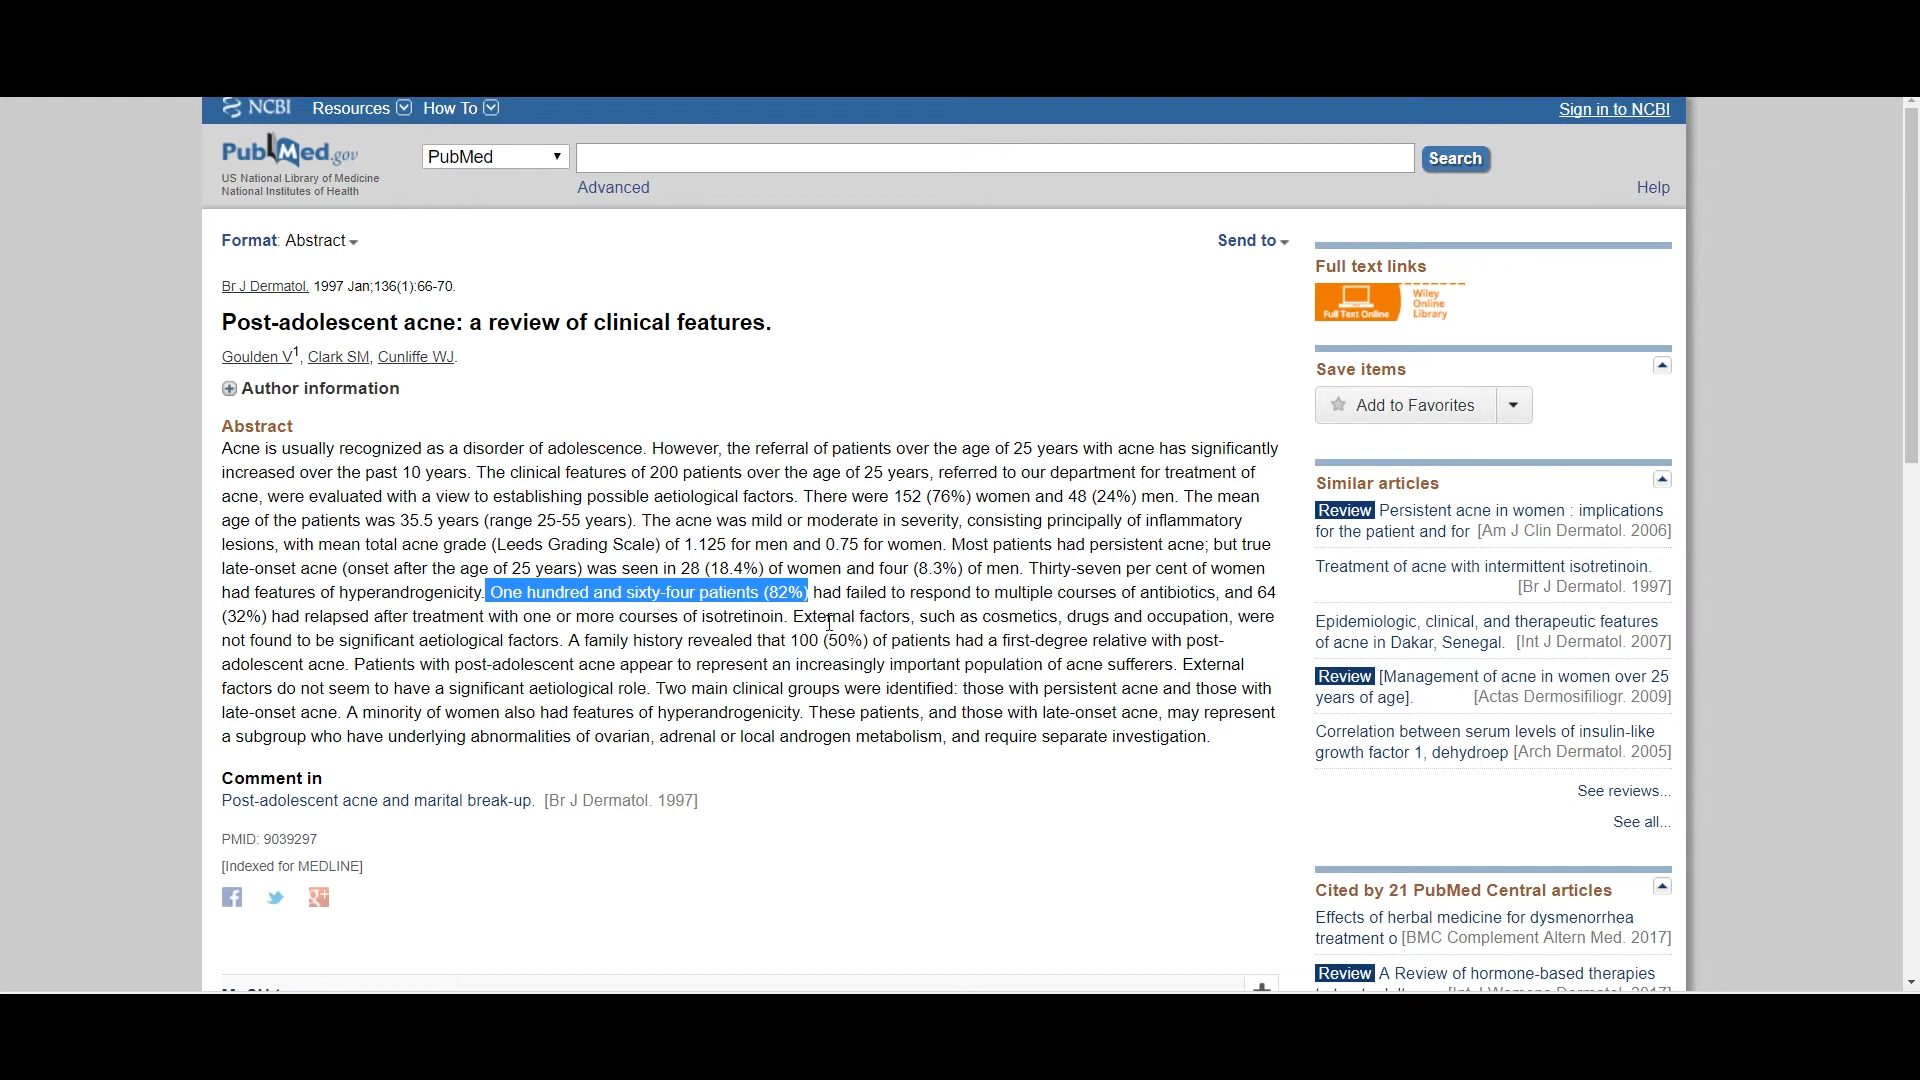 NCBI Resources How To Sign in to NCBI
PubMed.gov
US National Library of Medicine
National Institutes of Health
PubMed
Search
Advanced
Help
Format: Abstract
Send to
Br J Dermatol. 1997 Jan;136(1):66-70.
Post-adolescent acne: a review of clinical features.
Goulden V1, Clark SM, Cunliffe WJ.
Author information
Abstract
Acne is usually recognized as a disorder of adolescence. However, the referral of patients over the age of 25 years with acne has significantly
increased over the past 10 years. The clinical features of 200 patients over the age of 25 years, referred to our department for treatment of
acne, were evaluated with a view to establishing possible aetiological factors. There were 152 (76%) women and 48 (24%) men. The mean
age of the patients was 35.5 years (range 25-55 years). The acne was mild or moderate in severity, consisting principally of inflammatory
lesions, with mean total acne grade (Leeds Grading Scale) of 1.125 for men and 0.75 for women. Most patients had persistent acne; but true
late-onset acne (onset after the age of 25 years) was seen in 28 (18.4%) of women and four (8.3%) of men. Thirty-seven per cent of women
had features of hyperandrogenicity. One hundred and sixty-four patients (82%) had failed to respond to multiple courses of antibiotics, and 64
(32%) had relapsed after treatment with one or more courses of isotretinoin. External factors, such as cosmetics, drugs and occupation, were
not found to be significant aetiological factors. A family history revealed that 100 (50%) of patients had a first-degree relative with post-
adolescent acne. Patients with post-adolescent acne appear to represent an increasingly important population of acne sufferers. External
factors do not seem to have a significant aetiological role. Two main clinical groups were identified: those with persistent acne and those with
late-onset acne. A minority of women also had features of hyperandrogenicity. These patients, and those with late-onset acne, may represent
a subgroup who have underlying abnormalities of ovarian, adrenal or local androgen metabolism, and require separate investigation.
Comment in
Post-adolescent acne and marital break-up. [Br J Dermatol. 1997]
PMID: 9039297
[Indexed for MEDLINE]
Full text links
Full Text Online
Wiley
Online
Library
Save items
Add to Favorites
Similar articles
Review Persistent acne in women : implications
for the patient and for [Am J Clin Dermatol. 2006]
Treatment of acne with intermittent isotretinoin.
[Br J Dermatol. 1997]
Epidemiologic, clinical, and therapeutic features
of acne in Dakar, Senegal. [Int J Dermatol. 2007]
Review [Management of acne in women over 25
years of age]. [Actas Dermosifiliogr. 2009]
Correlation between serum levels of insulin-like
growth factor 1, dehydroep [Arch Dermatol. 2005]
See reviews...
See all...
Cited by 21 PubMed Central articles
Effects of herbal medicine for dysmenorrhea
treatment o [BMC Complement Altern Med. 2017]
Review A Review of hormone-based therapies